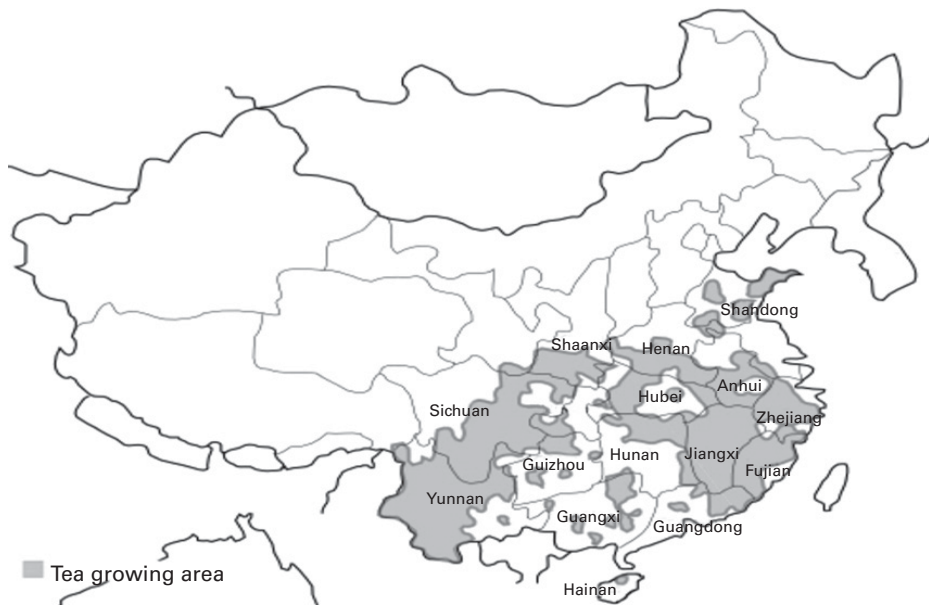 Shandong
Shaanxi
Henan
Anhui
Hubei
Sichuan
Zhejiang
Jiangxi
Hunan
Guizhou
Fujian
Yunnan
Guangxi
Guangdong
Tea growing area
Hainan